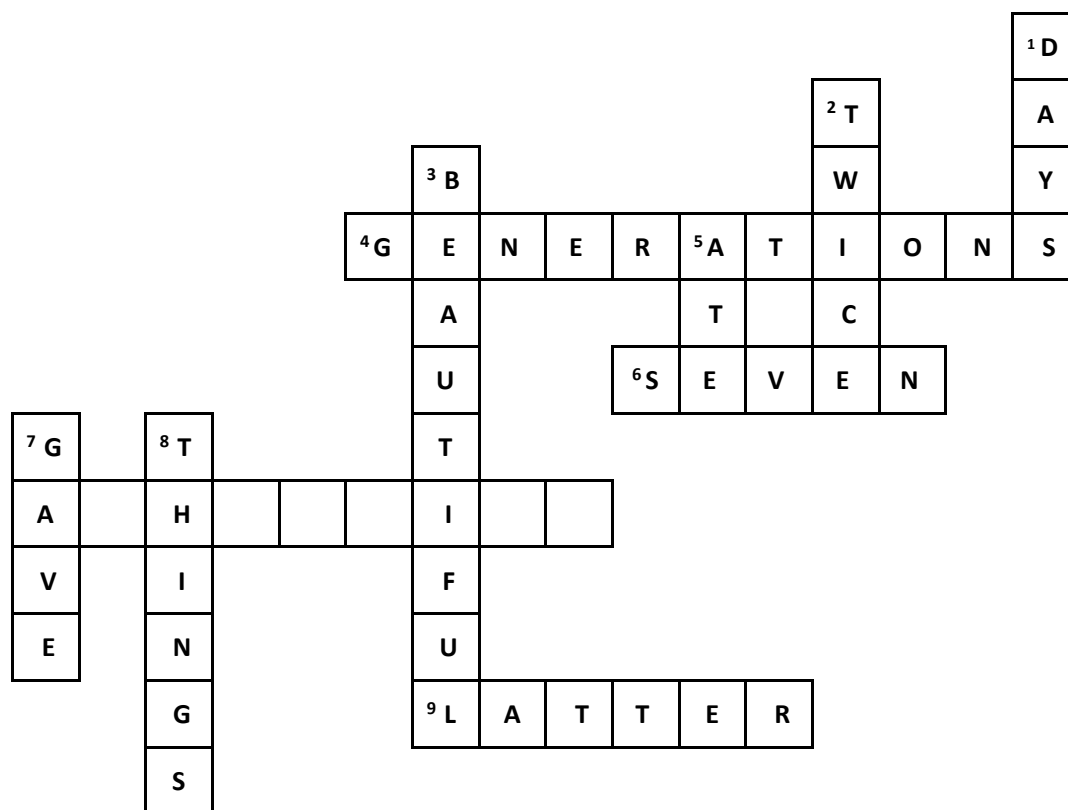 1 D
2 T A
3 B W Y
4 G E N E R 5 A T I O N S
A T C
U 6 S E V E N
7 G 8 T T
A H I
V I F
E N U
G 9 L A T T E R
S